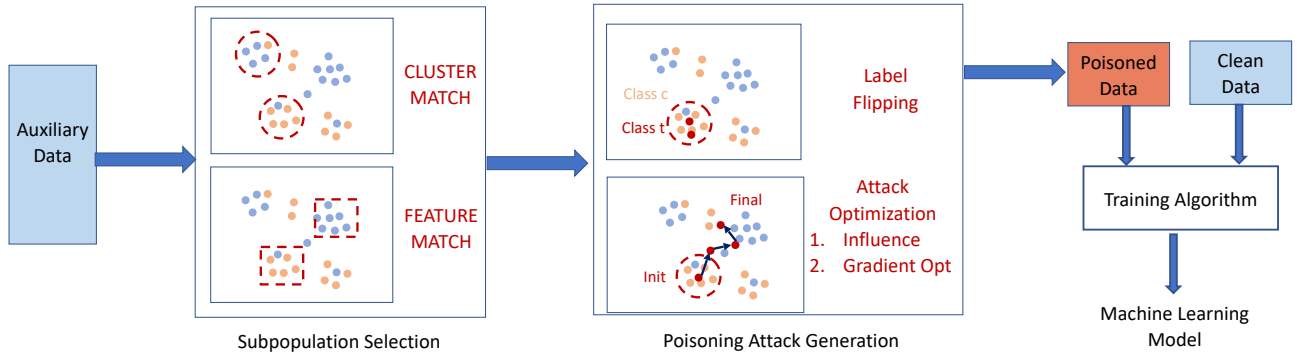 Auxiliary
Data
CLUSTER
MATCH
FEATURE
MATCH
Subpopulation Selection
Class c
Class t
Label
Flipping
Init
Final
Attack
Optimization
1. Influence
2. Gradient Opt
Poisoning Attack Generation
Poisoned
Data
Clean
Data
Training Algorithm
Machine Learning
Model